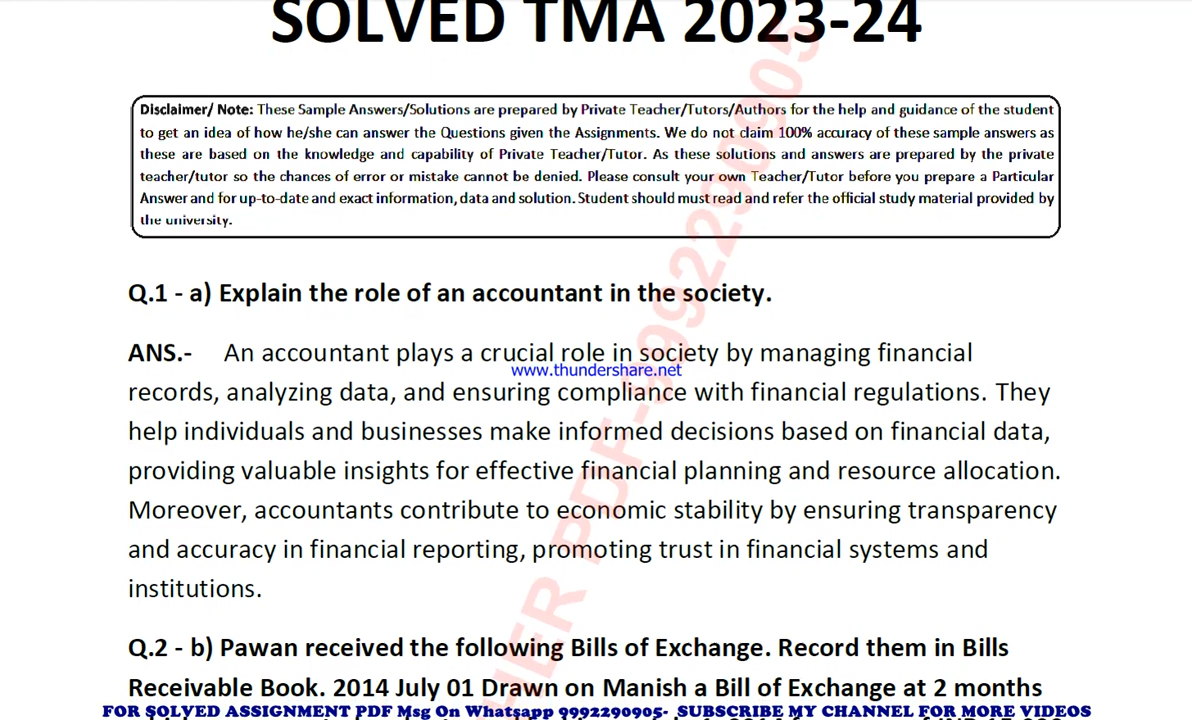 SOLVED TMA 2023-24
Disclaimer/ Note: These Sample Answers/Solutions are prepared by Private Teacher/Tutors/Authors for the help and guidance of the student
to get an idea of how he/she can answer the Questions given the Assignments. We do not claim 100% accuracy of these sample answers as
these are based on the knowledge and capability of Private Teacher/Tutor. As these solutions and answers are prepared by the private
teacher/tutor so the chances of error or mistake cannot be denied. Please consult your own Teacher/Tutor before you prepare a Particular
Answer and for up-to-date and exact information, data and solution. Student should must read and refer the official study material provided by
the university.
Q.1 - a) Explain the role of an accountant in the society.
ANS.- An accountant plays a crucial role in society by managing financial
www.thundershare.net
records, analyzing data, and ensuring compliance with financial regulations. They
help individuals and businesses make informed decisions based on financial data,
providing valuable insights for effective financial planning and resource allocation.
Moreover, accountants contribute to economic stability by ensuring transparency
and accuracy in financial reporting, promoting trust in financial systems and
institutions.
Q.2 - b) Pawan received the following Bills of Exchange. Record them in Bills
Receivable Book. 2014 July 01 Drawn on Manish a Bill of Exchange at 2 months
FOR SOLVED ASSIGNMENT PDF Msg On Whatsapp 9992290905- SUBSCRIBE MY CHANNEL FOR MORE VIDEOS
HER PDF-9992290905